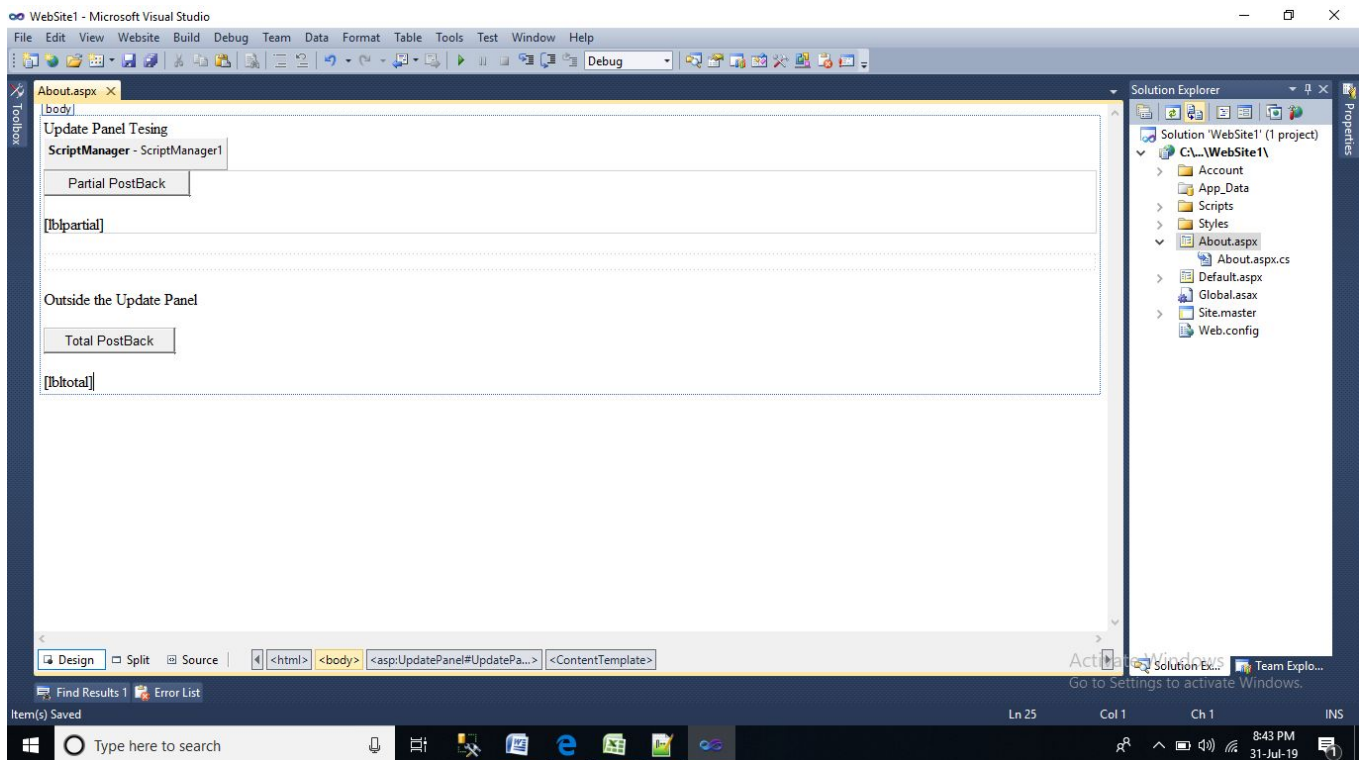 WebSite1 - Microsoft Visual Studio
File Edit View Website Build Debug Team Data Format Table Tools Test Window Help
Debug
Toolbox
About.aspx
body
Update Panel Tesing
ScriptManager - ScriptManager1
Partial PostBack
[lblpartial]
Outside the Update Panel
Total PostBack
[lbltotal]
Design Split Source <html> <body> <asp:UpdatePanel#UpdatePa...> <ContentTemplate>
Solution Explorer
Solution 'WebSite1' (1 project)
C:\...\WebSite1\
Account
App_Data
Scripts
Styles
About.aspx
About.aspx.cs
Default.aspx
Global.asax
Site.master
Web.config
Properties
Solution Ex... Team Explo...
Activate Windows
Go to Settings to activate Windows.
Find Results 1 Error List
Item(s) Saved Ln 25 Col 1 Ch 1 INS
Type here to search
8:43 PM
31-Jul-19